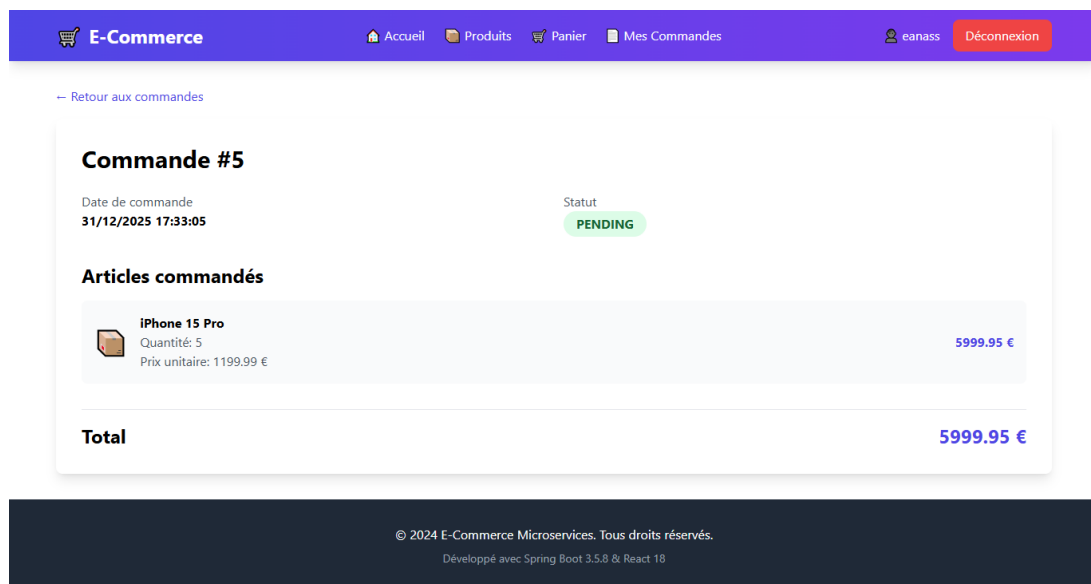 E-Commerce
Accueil Produits Panier Mes Commandes
eanass Déconnexion
← Retour aux commandes
Commande #5
Date de commande
31/12/2025 17:33:05
Statut
PENDING
Articles commandés
iPhone 15 Pro
Quantité: 5
Prix unitaire: 1199.99 €
5999.95 €
Total
5999.95 €
© 2024 E-Commerce Microservices. Tous droits réservés.
Développé avec Spring Boot 3.5.8 & React 18